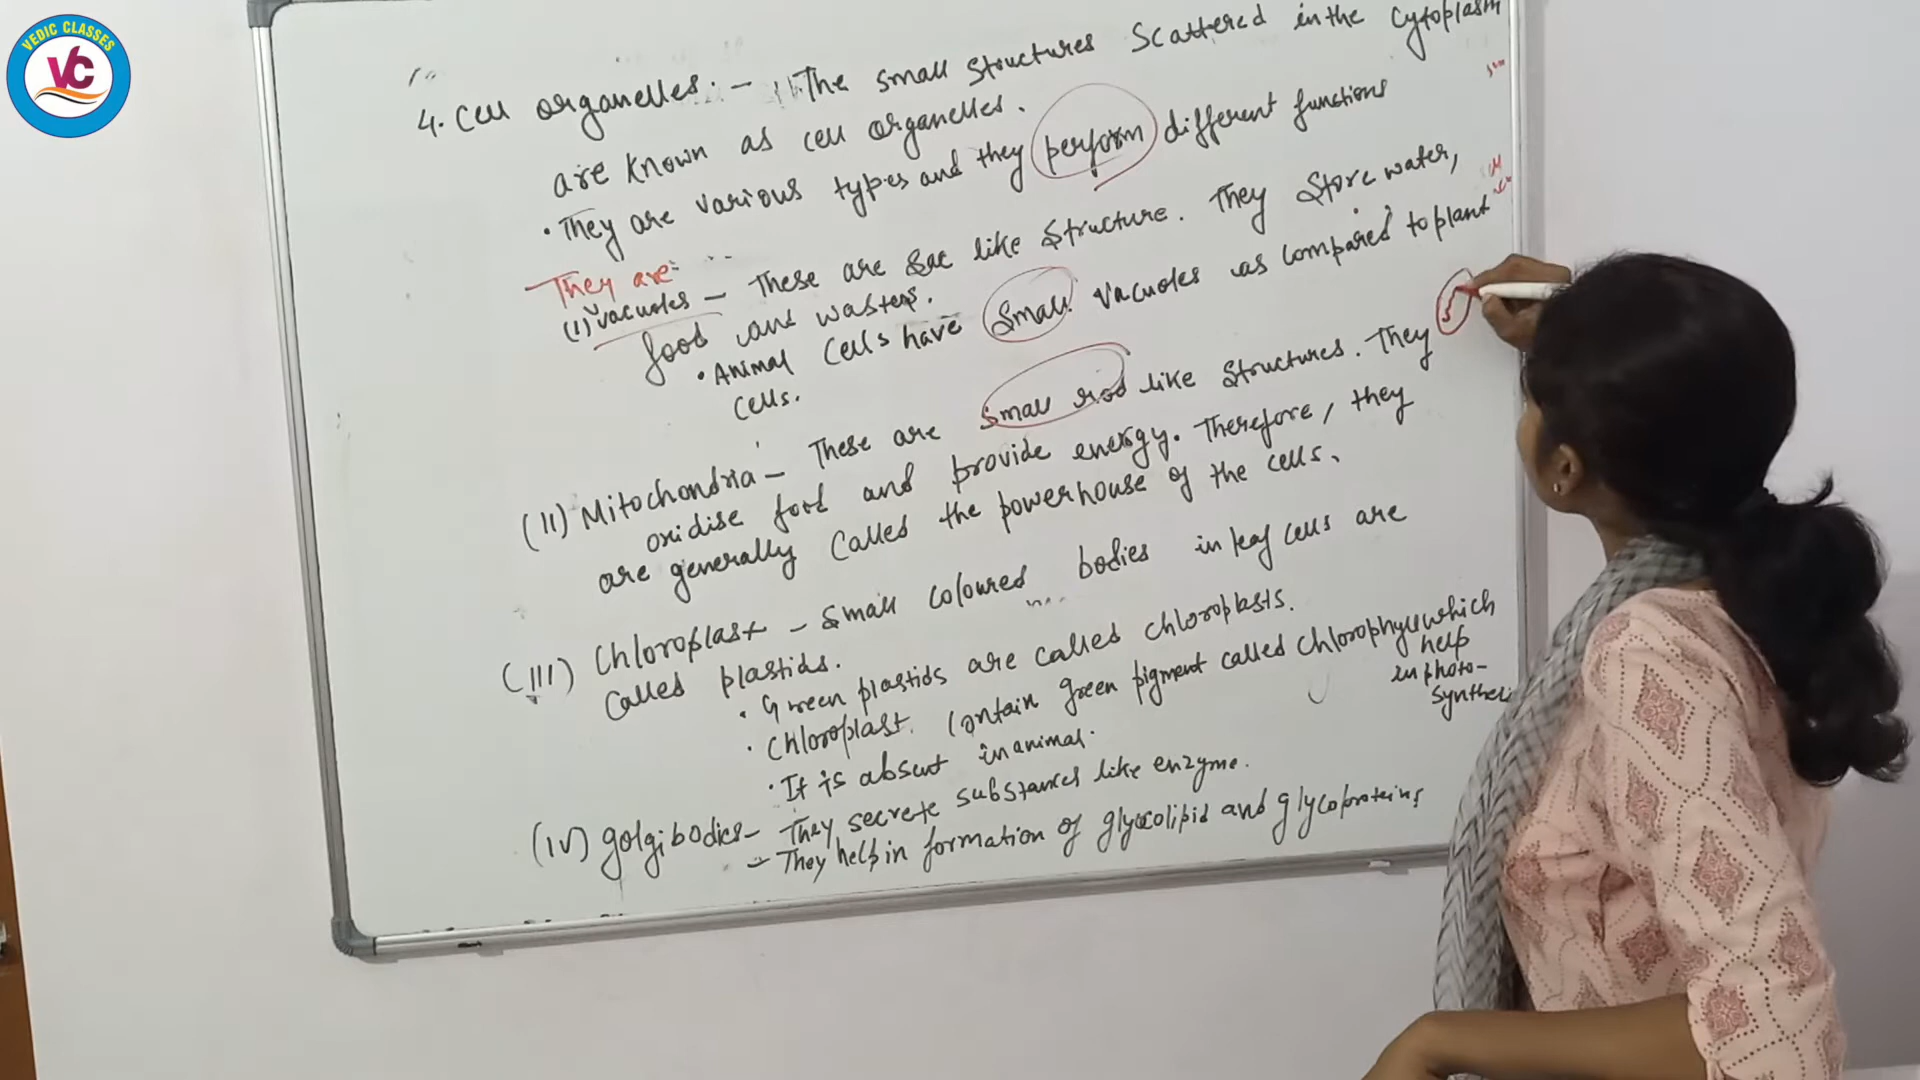 VEDIC CLASSES
VC
4. Cell organelles. - The small structures scattered in the cytoplasm
are known as cell organelles.
• They are various types and they perform different functions
They are:
(I) Vacuoles - These are sac like structure. They store water,
food and wastes.
• Animal cells have small vacuoles as compared to plant
cells.
(II) Mitochondria - These are small rod like structures. They
oxidise food and provide energy. Therefore, they
are generally called the powerhouse of the cells.
(III) Chloroplast - small coloured bodies in leaf cells are
called plastids.
• Green plastids are called chloroplasts.
• Chloroplast contain green pigment called chlorophyll which
help
in photo-
synthesi
• It is absent in animal.
(IV) golgibodies - They secrete substances like enzyme.
- They help in formation of glycolipid and glycoproteins